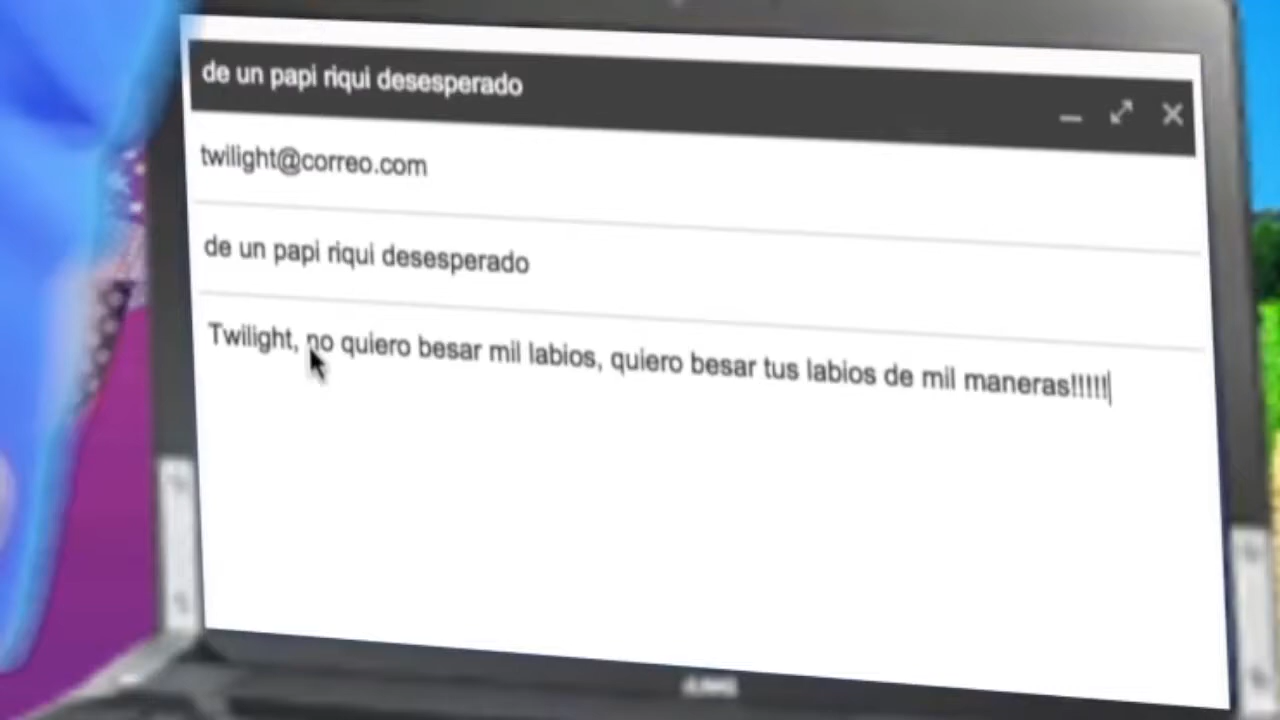 de un papi riqui desesperado
twilight@correo.com
de un papi riqui desesperado
Twilight, no quiero besar mil labios, quiero besar tus labios de mil maneras!!!!!